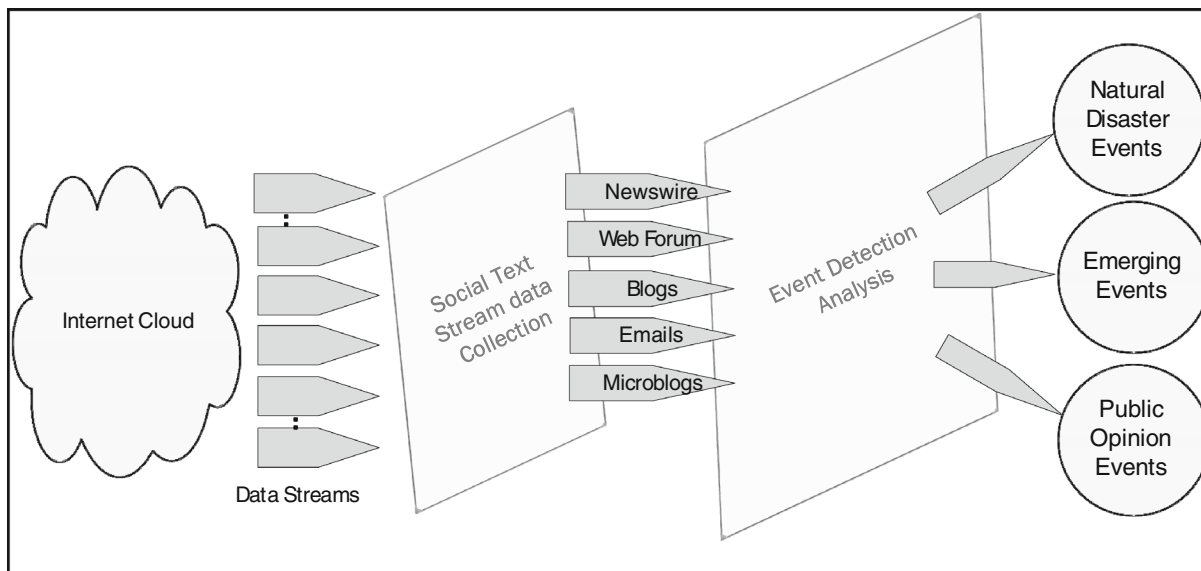 Internet Cloud
Data Streams
Social Text
Stream data
Collection
Newswire
Web Forum
Blogs
Emails
Microblogs
Event Detection
Analysis
Natural
Disaster
Events
Emerging
Events
Public
Opinion
Events